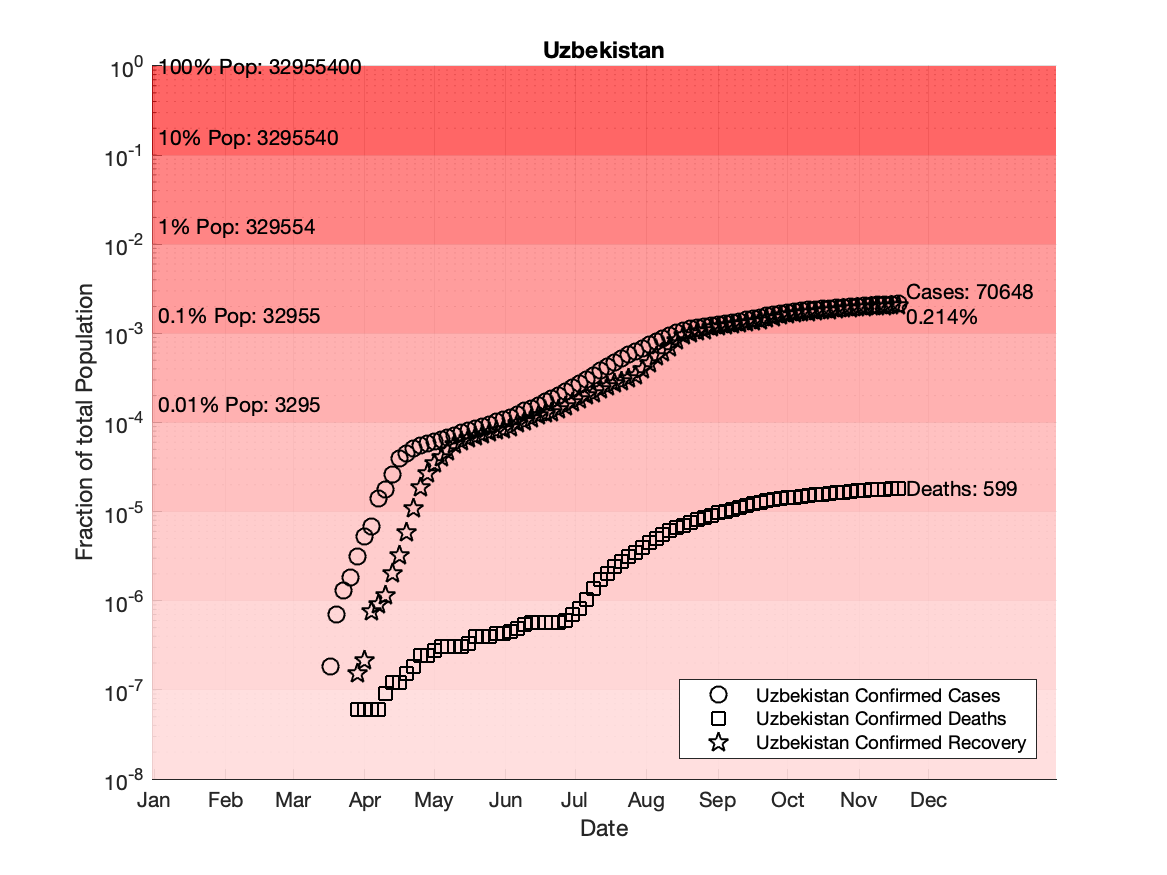 Uzbekistan
10^0
100% Pop: 32955400
10% Pop: 3295540
10^-1
1% Pop: 329554
10^-2
Cases: 70648
0.1% Pop: 32955
0.214%
10^-3
0.01% Pop: 3295
10^-4
Deaths: 599
10^-5
10^-6
10^-7
10^-8
Fraction of total Population
Uzbekistan Confirmed Cases
Uzbekistan Confirmed Deaths
Uzbekistan Confirmed Recovery
Jan Feb Mar Apr May Jun Jul Aug Sep Oct Nov Dec
Date